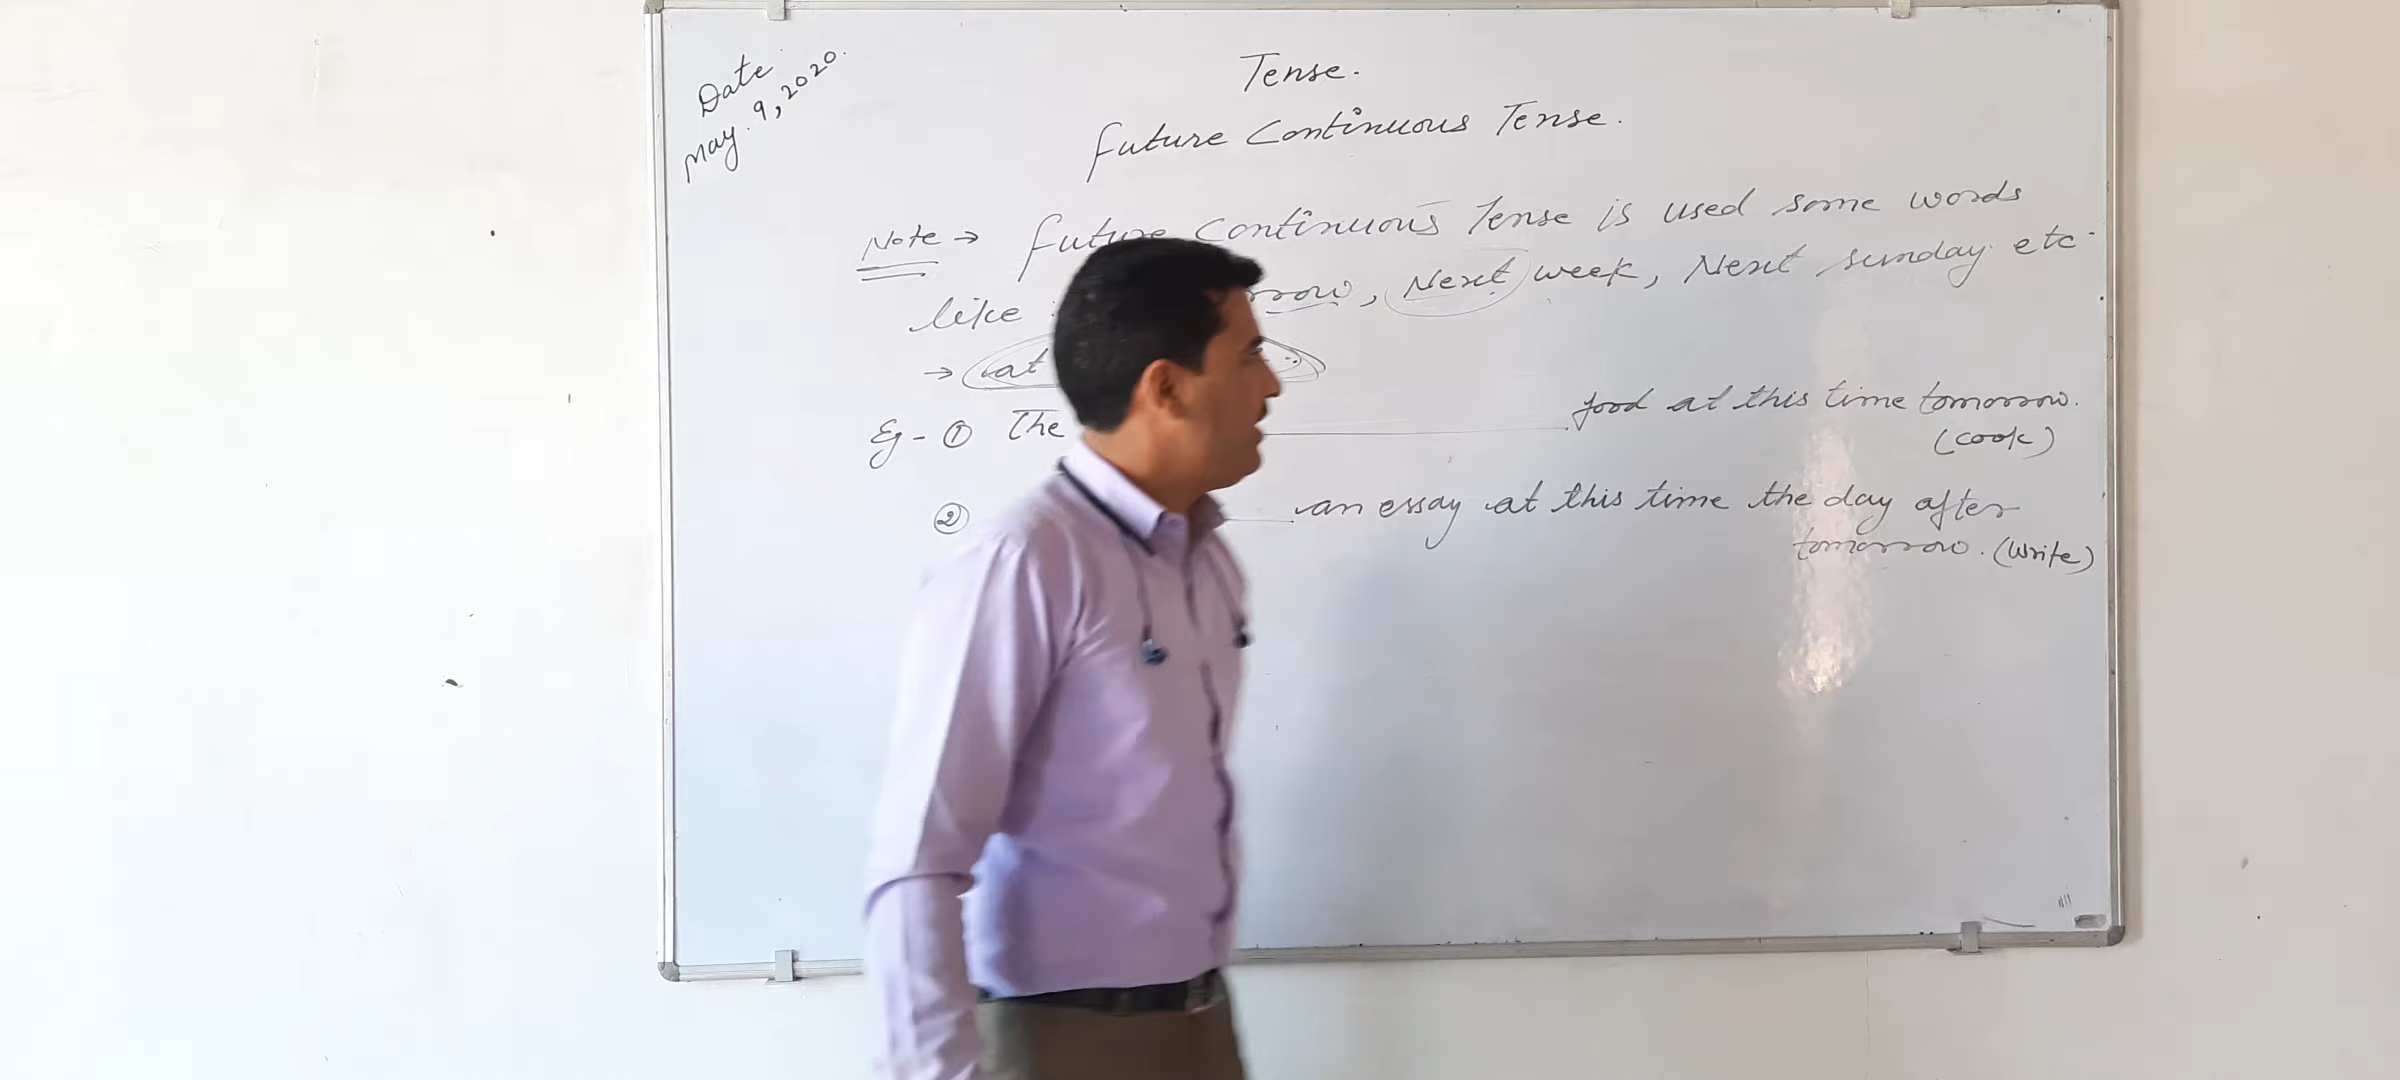 Date
May. 9, 2020.
Tense.
Future Continuous Tense.
Note → Future Continuous Tense is used some words
like : , Next week, Next sunday etc.
→ at
Eg - ① The food at this time tomorrow.
(cook)
② an essay at this time the day after
tomorrow. (write)